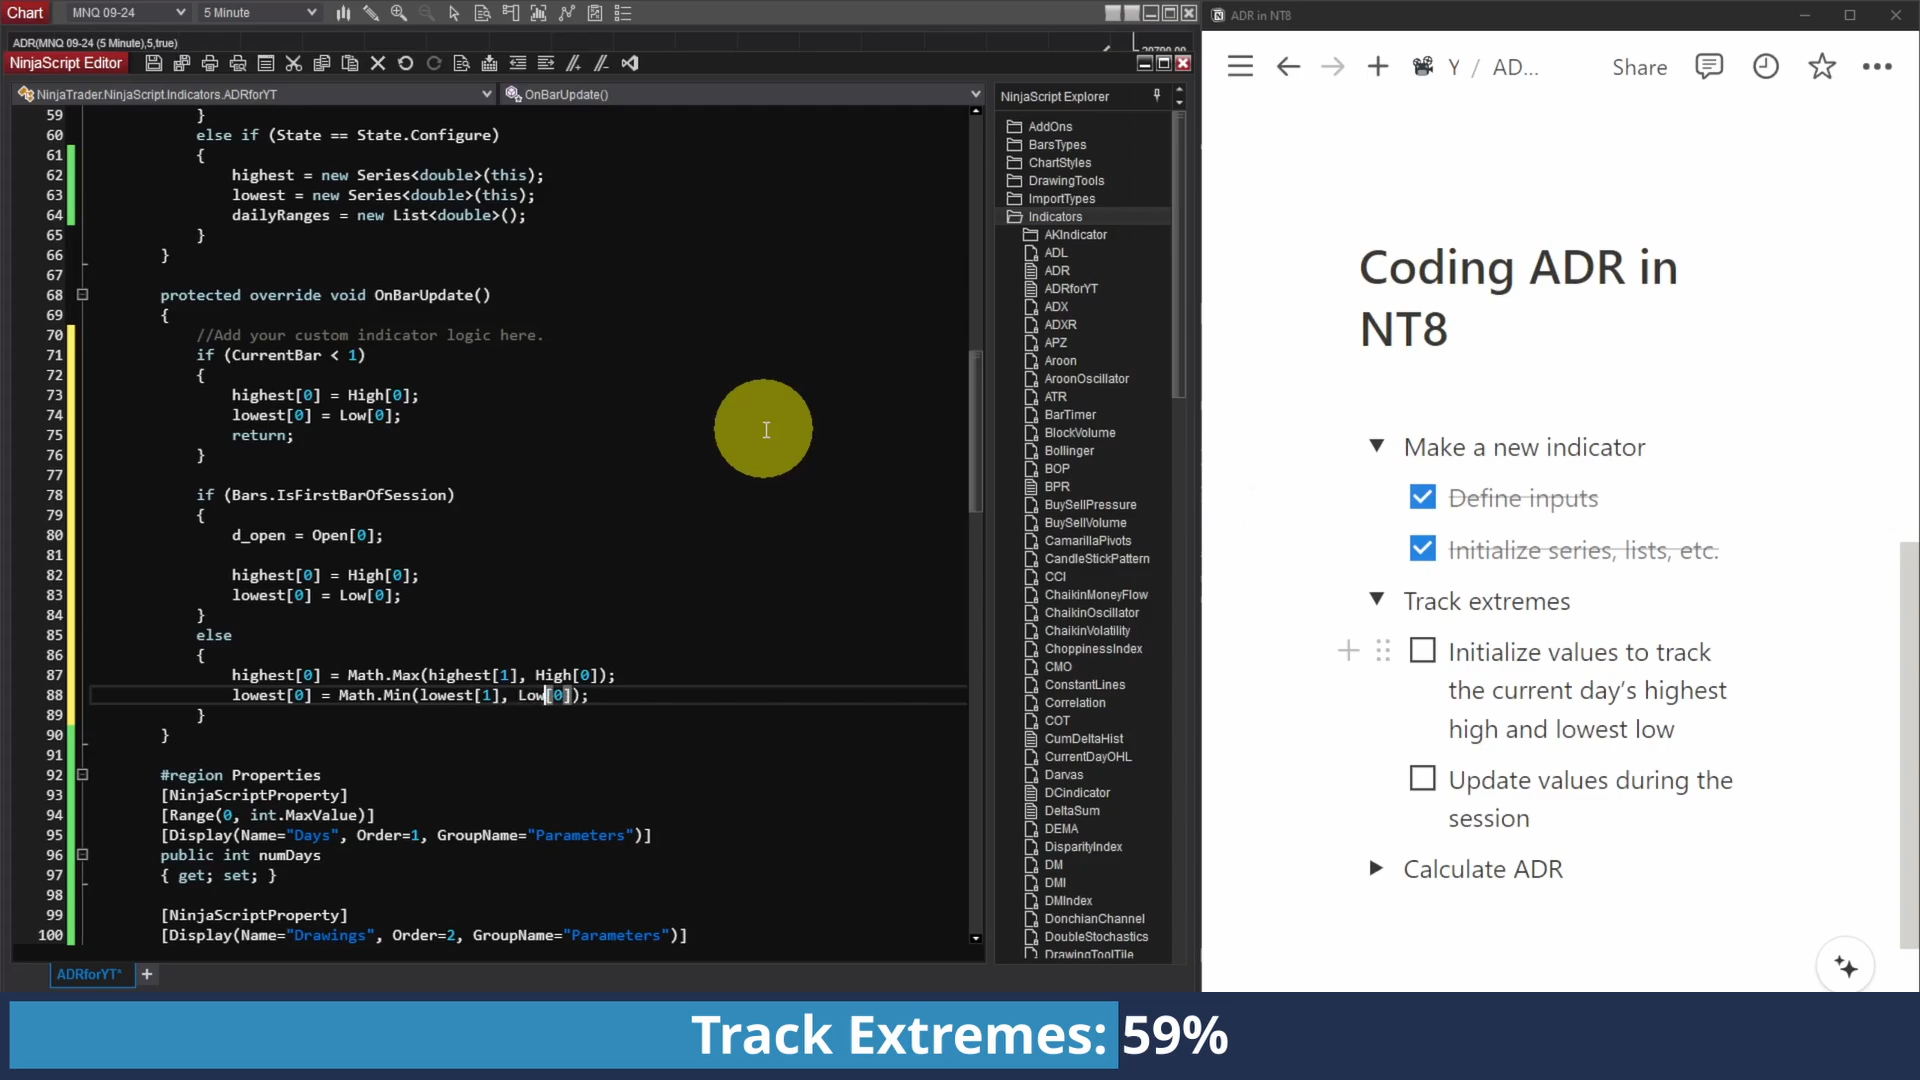 Chart
MNQ 09-24
5 Minute
ADR(MNQ 09-24 (5 Minute),5,true)
NinjaScript Editor
NinjaTrader.NinjaScript.Indicators.ADRforYT
OnBarUpdate()
59 }
60 else if (State == State.Configure)
61 {
62 highest = new Series<double>(this);
63 lowest = new Series<double>(this);
64 dailyRanges = new List<double>();
65 }
66 }
67
68 protected override void OnBarUpdate()
69 {
70 //Add your custom indicator logic here.
71 if (CurrentBar < 1)
72 {
73 highest[0] = High[0];
74 lowest[0] = Low[0];
75 return;
76 }
77
78 if (Bars.IsFirstBarOfSession)
79 {
80 d_open = Open[0];
81
82 highest[0] = High[0];
83 lowest[0] = Low[0];
84 }
85 else
86 {
87 highest[0] = Math.Max(highest[1], High[0]);
88 lowest[0] = Math.Min(lowest[1], Low[0]);
89 }
90 }
91
92 #region Properties
93 [NinjaScriptProperty]
94 [Range(0, int.MaxValue)]
95 [Display(Name="Days", Order=1, GroupName="Parameters")]
96 public int numDays
97 { get; set; }
98
99 [NinjaScriptProperty]
100 [Display(Name="Drawings", Order=2, GroupName="Parameters")]
ADRforYT*
NinjaScript Explorer
AddOns
BarsTypes
ChartStyles
DrawingTools
ImportTypes
Indicators
AKIndicator
ADL
ADR
ADRforYT
ADX
ADXR
APZ
Aroon
AroonOscillator
ATR
BarTimer
BlockVolume
Bollinger
BOP
BPR
BuySellPressure
BuySellVolume
CamarillaPivots
CandleStickPattern
CCI
ChaikinMoneyFlow
ChaikinOscillator
ChaikinVolatility
ChoppinessIndex
CMO
ConstantLines
Correlation
COT
CumDeltaHist
CurrentDayOHL
Darvas
DCindicator
DeltaSum
DEMA
DisparityIndex
DM
DMI
DMIndex
DonchianChannel
DoubleStochastics
DrawingToolTile
ADR in NT8
Y / AD...
Share
Coding ADR in
NT8
Make a new indicator
Define inputs
Initialize series, lists, etc.
Track extremes
Initialize values to track
the current day’s highest
high and lowest low
Update values during the
session
Calculate ADR
Track Extremes: 59%